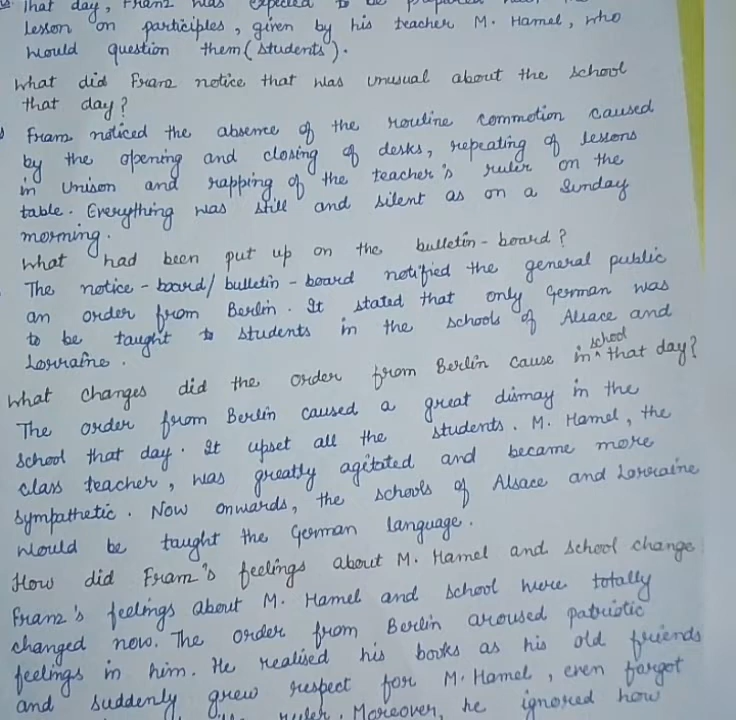 That day, Franz was expected to be prepared
lesson on participles, given by his teacher M. Hamel, who
would question them (students).
What did Franz notice that was unusual about the school
that day?
Franz noticed the absence of the routine commotion caused
by the opening and closing of desks, repeating of lessons
in unison and rapping of the teacher's ruler on the
table. Everything was still and silent as on a Sunday
morning.
What had been put up on the bulletin-board?
The notice-board/bulletin-board notified the general public
an order from Berlin. It stated that only German was
to be taught to students in the schools of Alsace and
Lorraine.
What changes did the order from Berlin cause in school that day?
The order from Berlin caused a great dismay in the
school that day. It upset all the students. M. Hamel, the
class teacher, was greatly agitated and became more
sympathetic. Now onwards, the schools of Alsace and Lorraine
would be taught the German language.
How did Franz's feelings about M. Hamel and school change
Franz's feelings about M. Hamel and school were totally
changed now. The order from Berlin aroused patriotic
feelings in him. He realised his books as his old friends
and suddenly grew respect for M. Hamel, even forgot
ruler. Moreover, he ignored how